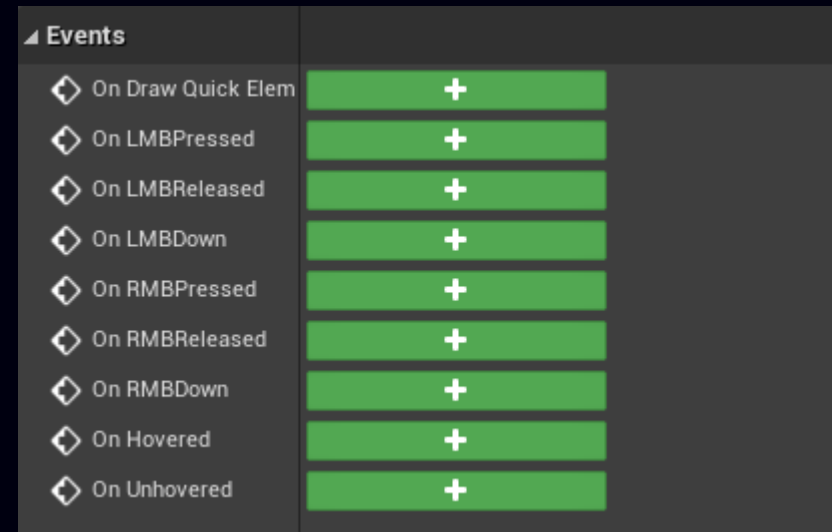 Events
On Draw Quick Elem
On LMBPressed
On LMBReleased
On LMBDown
On RMBPressed
On RMBReleased
On RMBDown
On Hovered
On Unhovered